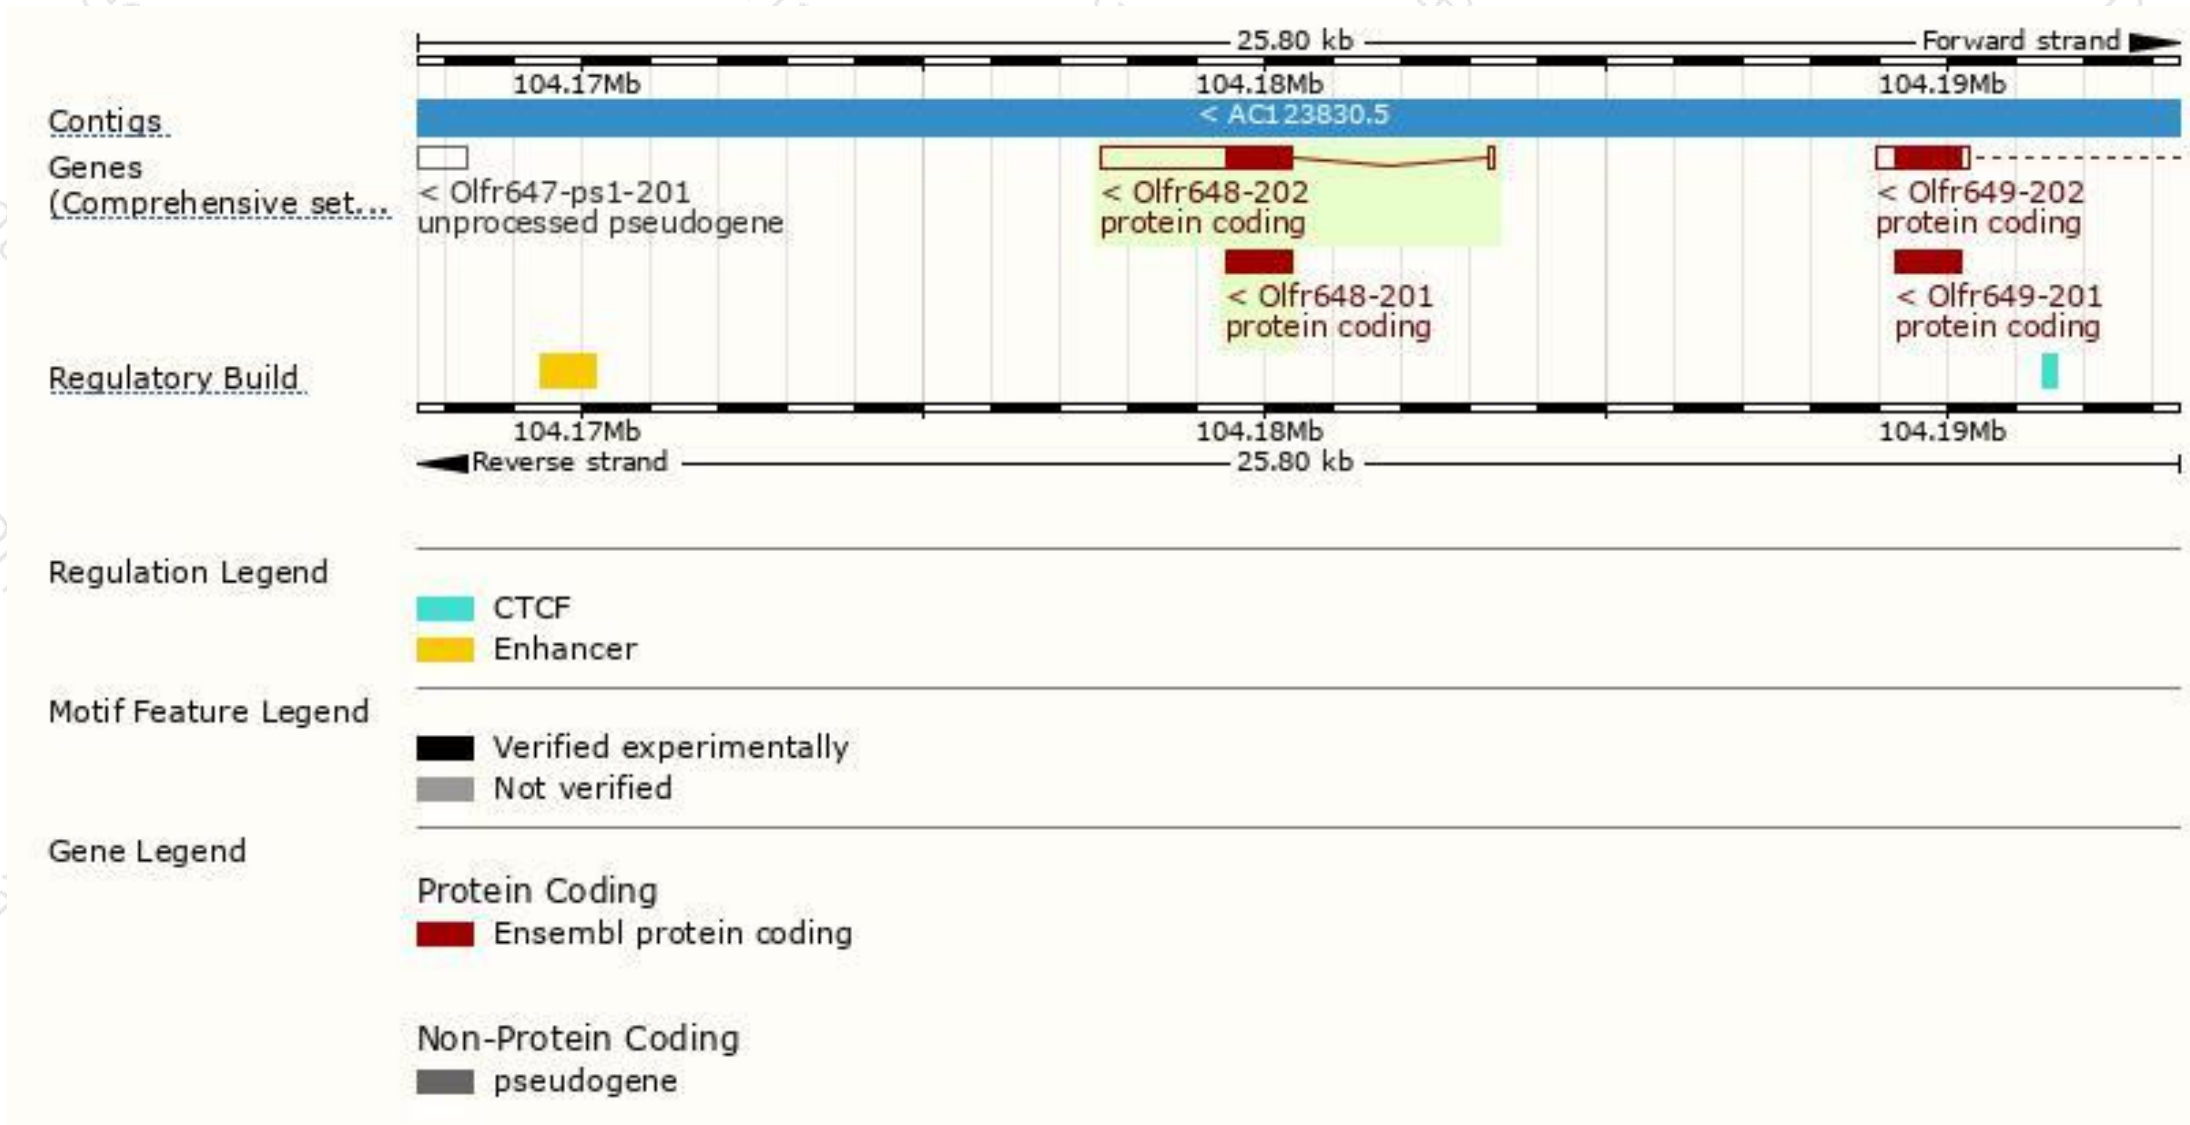 25.80 kb
Forward strand
104.17Mb 104.18Mb 104.19Mb
Contigs
< AC123830.5
Genes
(Comprehensive set...
< Olfr647-ps1-201
unprocessed pseudogene
< Olfr648-202
protein coding
< Olfr649-202
protein coding
< Olfr648-201
protein coding
< Olfr649-201
protein coding
Regulatory Build
104.17Mb 104.18Mb 104.19Mb
Reverse strand
25.80 kb
Regulation Legend
CTCF
Enhancer
Motif Feature Legend
Verified experimentally
Not verified
Gene Legend
Protein Coding
Ensembl protein coding
Non-Protein Coding
pseudogene